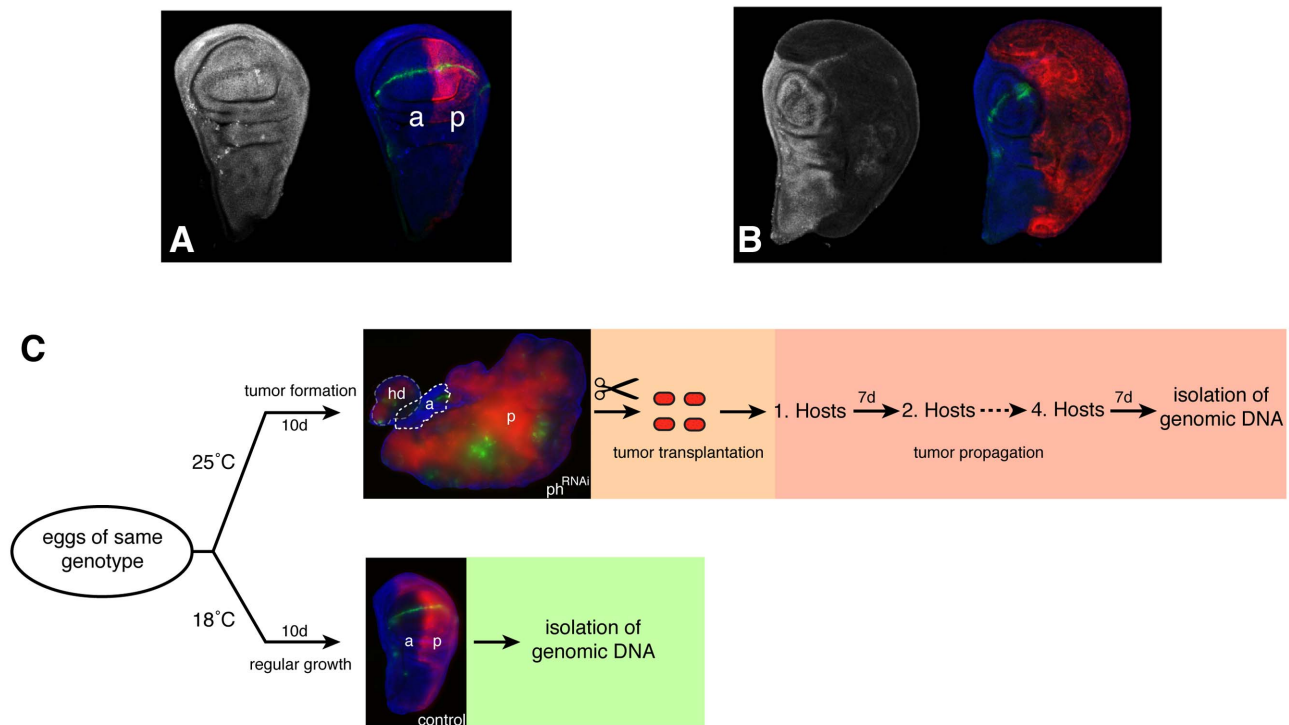 a p
A
B
C
tumor formation
10d
25˚C
hd
a
p
ph RNAi
tumor transplantation
1. Hosts 7d 2. Hosts 4. Hosts 7d
tumor propagation
isolation of
genomic DNA
eggs of same
genotype
18˚C
10d
regular growth
a p
control
isolation of
genomic DNA